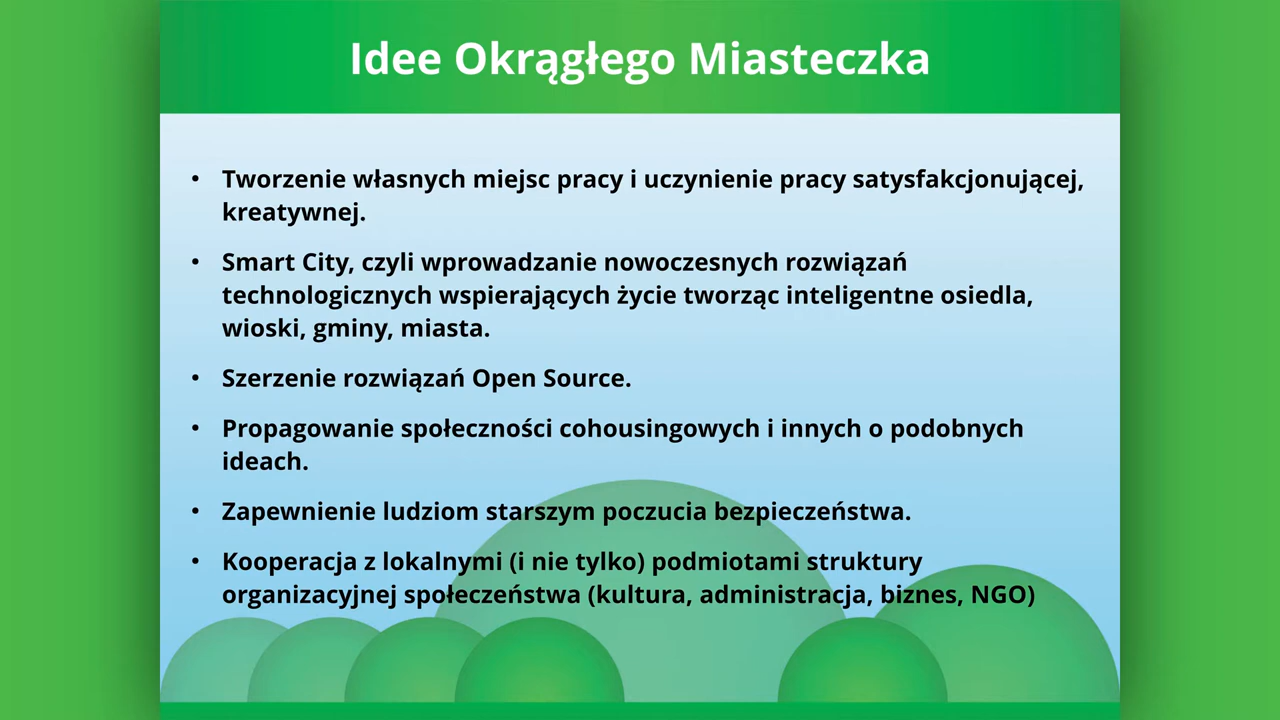 Idee Okrągłego Miasteczka
• Tworzenie własnych miejsc pracy i uczynienie pracy satysfakcjonującej,
kreatywnej.
• Smart City, czyli wprowadzanie nowoczesnych rozwiązań
technologicznych wspierających życie tworząc inteligentne osiedla,
wioski, gminy, miasta.
• Szerzenie rozwiązań Open Source.
• Propagowanie społeczności cohousingowych i innych o podobnych
ideach.
• Zapewnienie ludziom starszym poczucia bezpieczeństwa.
• Kooperacja z lokalnymi (i nie tylko) podmiotami struktury
organizacyjnej społeczeństwa (kultura, administracja, biznes, NGO)